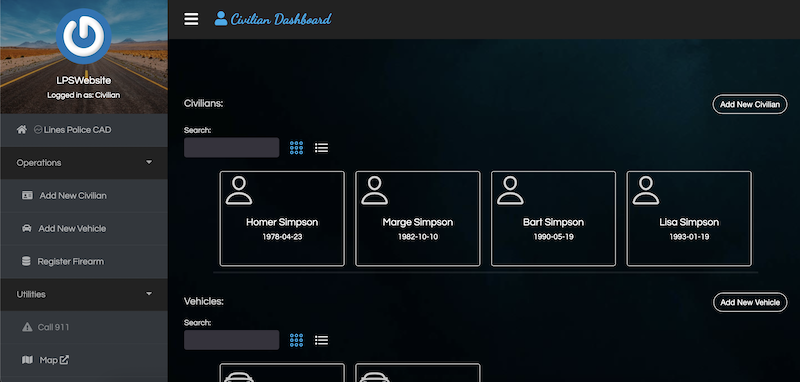 LPSWebsite
Logged in as: Civilian
Lines Police CAD
Operations
Add New Civilian
Add New Vehicle
Register Firearm
Utilities
Call 911
Map
Civilian Dashboard
Civilians:
Add New Civilian
Search:
Homer Simpson
1978-04-23
Marge Simpson
1982-10-10
Bart Simpson
1990-05-19
Lisa Simpson
1993-01-19
Vehicles:
Add New Vehicle
Search: